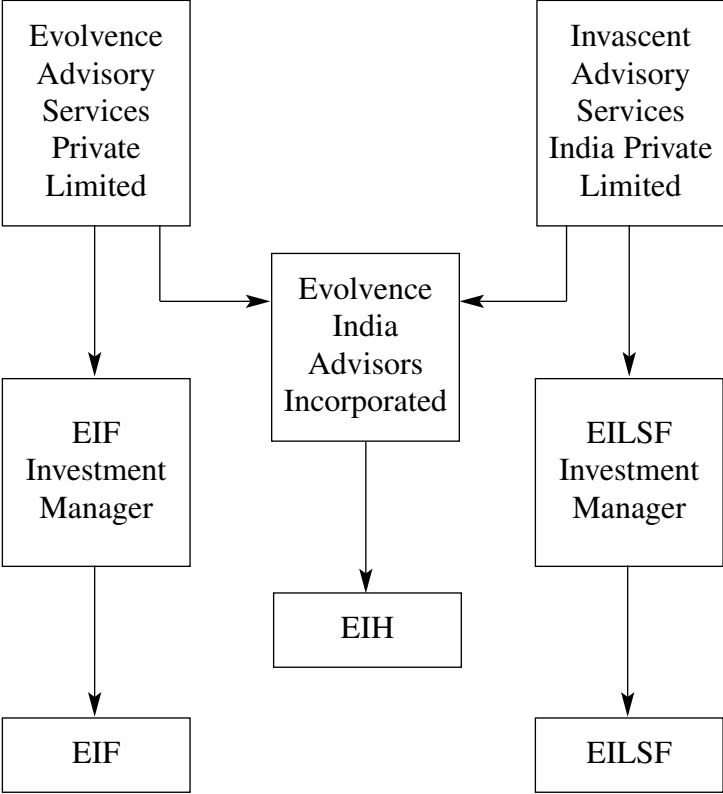 Evolvence
Advisory
Services
Private
Limited
Invascent
Advisory
Services
India Private
Limited
Evolvence
India
Advisors
Incorporated
EIF
Investment
Manager
EILSF
Investment
Manager
EIH
EIF
EILSF